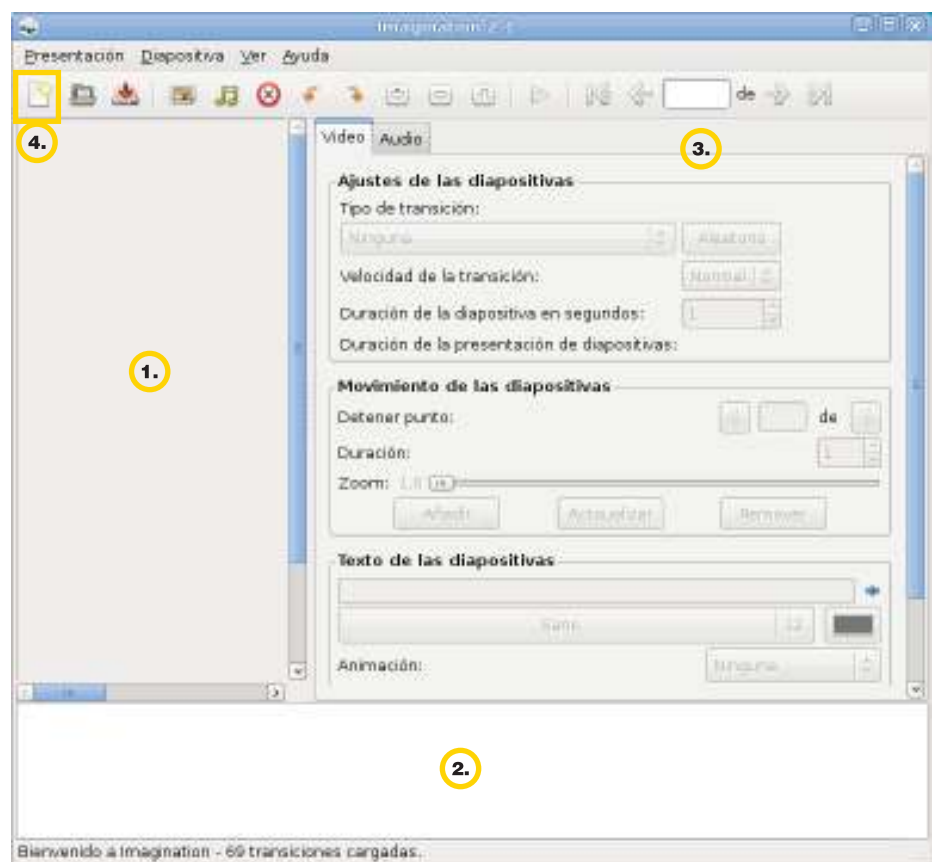 Imagination 2.1
Presentación Diapositiva Ver Ayuda
de
4.
Video Audio
3.
Ajustes de las diapositivas
Tipo de transición:
Ninguna Aleatorio
Velocidad de la transición: Normal
Duración de la diapositiva en segundos: 1
Duración de la presentación de diapositivas:
1.
Movimiento de las diapositivas
Detener punto: de
Duración: 1
Zoom:
Añadir Actualizar Remover
Texto de las diapositivas
Sans 12
Animación: Ninguna
2.
Bienvenido a Imagination - 69 transiciones cargadas.